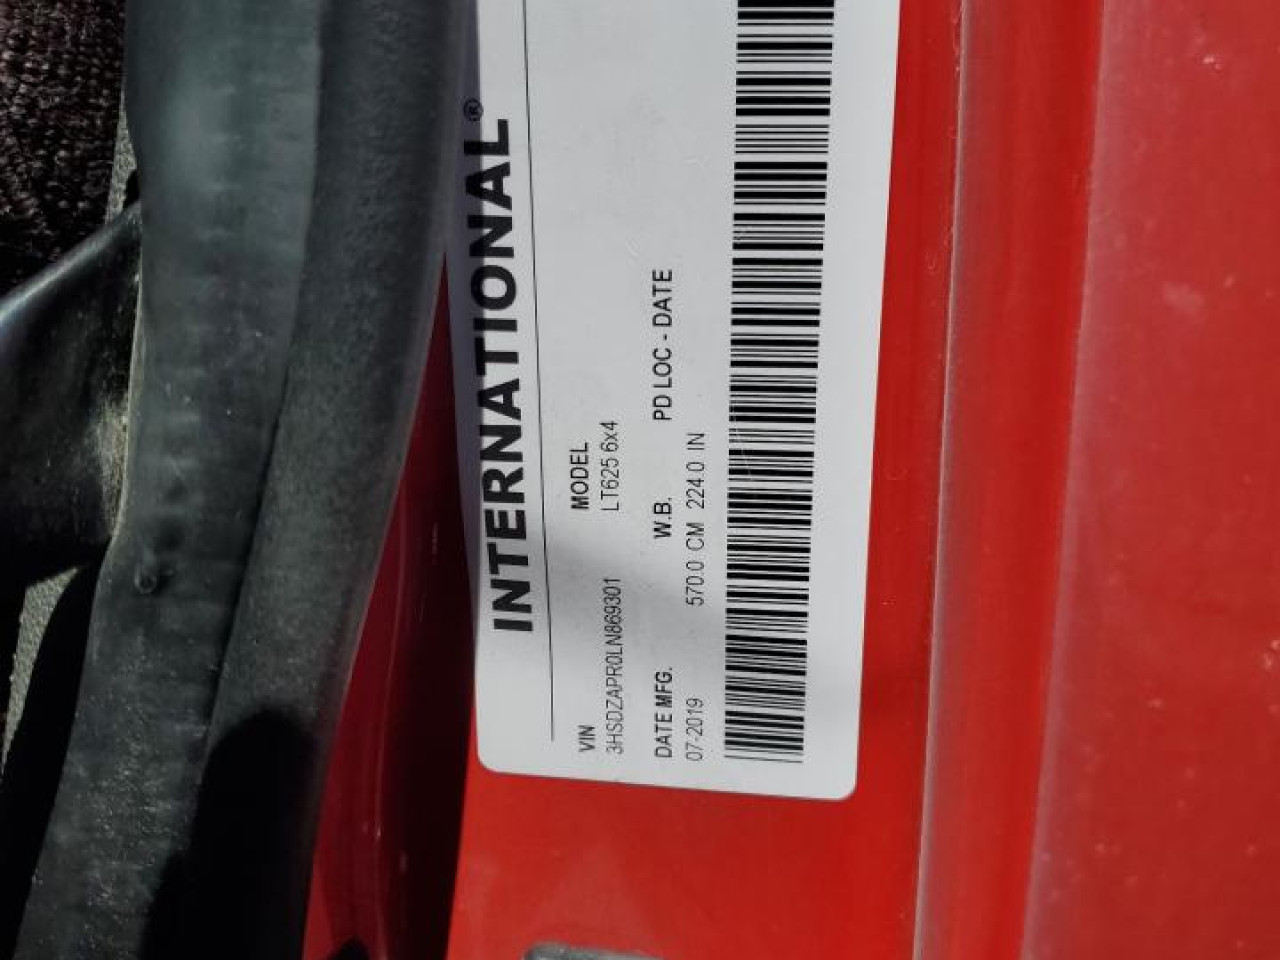 INTERNATIONAL®
VIN MODEL
3HSDZAPR0LN869301 LT625 6x4
DATE MFG. W.B. PD LOC - DATE
07-2019 570.0 CM 224.0 IN